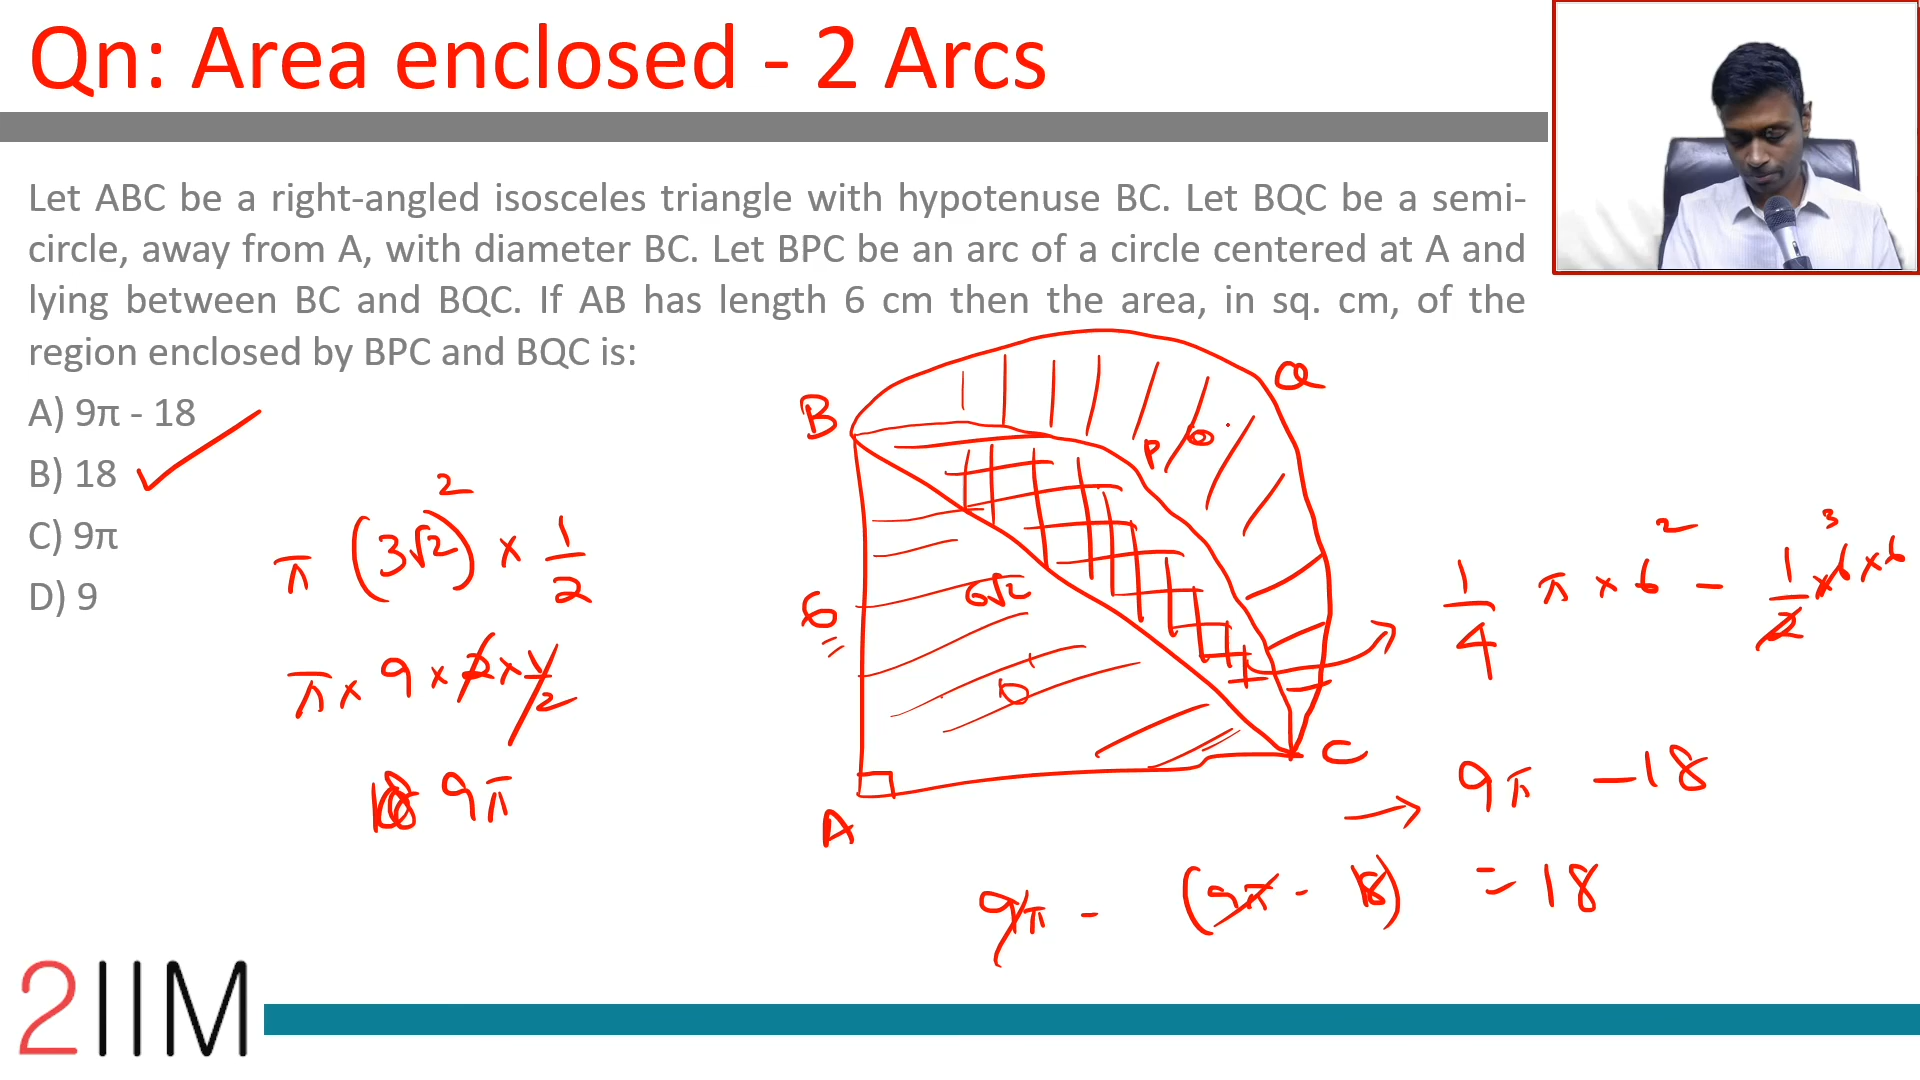 Qn: Area enclosed - 2 Arcs
Let ABC be a right-angled isosceles triangle with hypotenuse BC. Let BQC be a semi-
circle, away from A, with diameter BC. Let BPC be an arc of a circle centered at A and
lying between BC and BQC. If AB has length 6 cm then the area, in sq. cm, of the
region enclosed by BPC and BQC is:
A) 9π - 18
B) 18
C) 9π
D) 9
π (3√2)² × 1/2
π × 9 × 2 × 1/2
9π
B
Q
P
6
6√2
A
C
1/4 π × 6² - 1/2 × 6 × 6
3
→ 9π - 18
9π - (9π - 18) = 18
2IIM